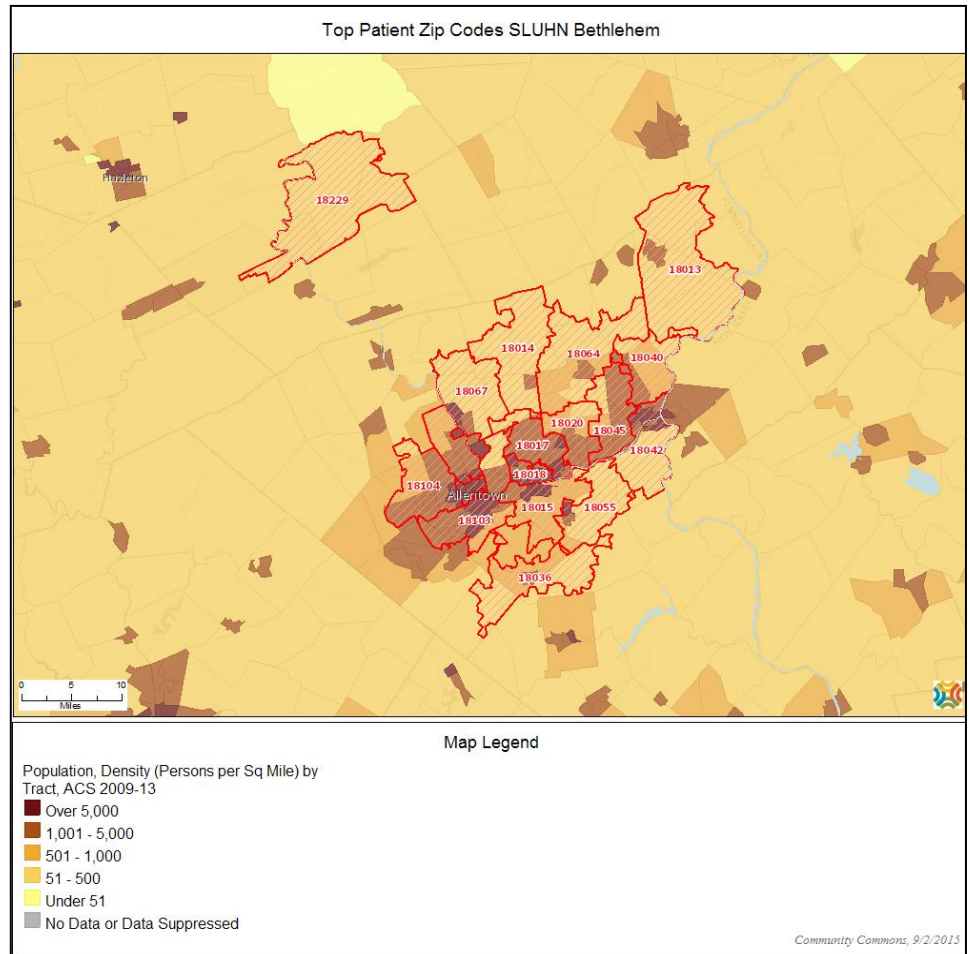 Top Patient Zip Codes SLUHN Bethlehem
Hazleton
18229
PENNSYLVANIA
18013
18014
18064
18040
18067
18020
18045
18017
18042
18018
18104
Allentown
18015
18055
18103
18036
0 5 10
Miles
Map Legend
Population, Density (Persons per Sq Mile) by
Tract, ACS 2009-13
Over 5,000
1,001 - 5,000
501 - 1,000
51 - 500
Under 51
No Data or Data Suppressed
Community Commons, 9/2/2015